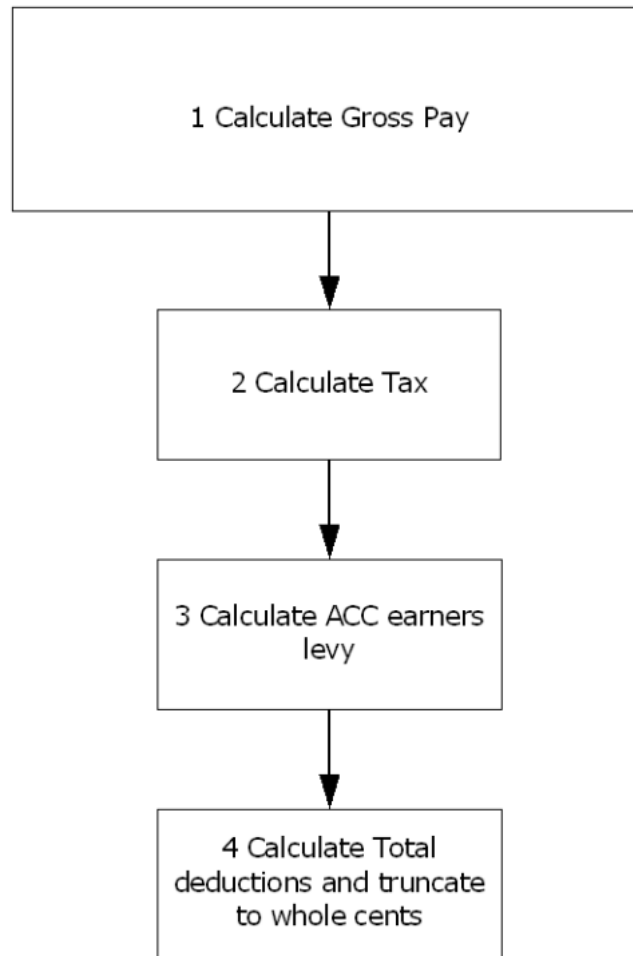 1 Calculate Gross Pay
2 Calculate Tax
3 Calculate ACC earners
levy
4 Calculate Total
deductions and truncate
to whole cents